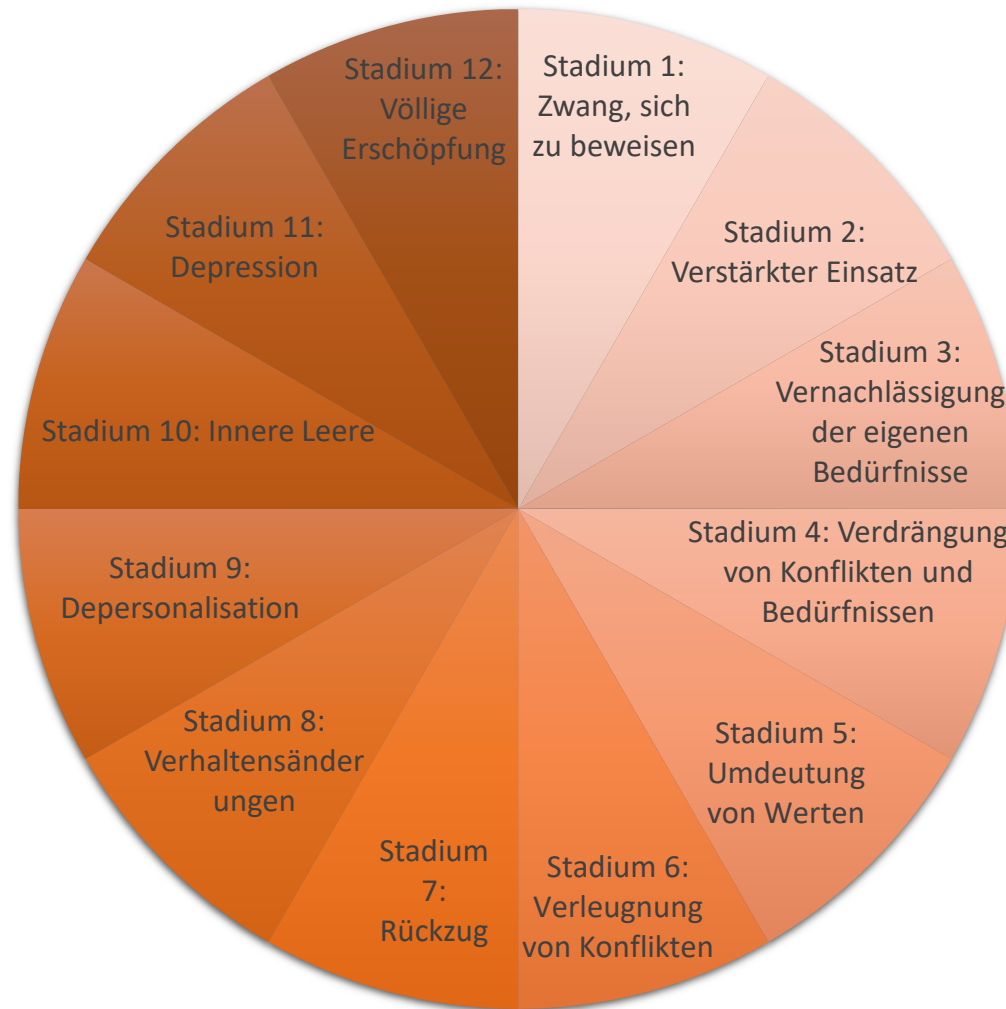 Stadium 1:
Zwang, sich
zu beweisen
Stadium 2:
Verstärkter Einsatz
Stadium 3:
Vernachlässigung
der eigenen
Bedürfnisse
Stadium 4: Verdrängung
von Konflikten und
Bedürfnissen
Stadium 5:
Umdeutung
von Werten
Stadium 6:
Verleugnung
von Konflikten
Stadium
7:
Rückzug
Stadium 8:
Verhaltensänder
ungen
Stadium 9:
Depersonalisation
Stadium 10: Innere Leere
Stadium 11:
Depression
Stadium 12:
Völlige
Erschöpfung